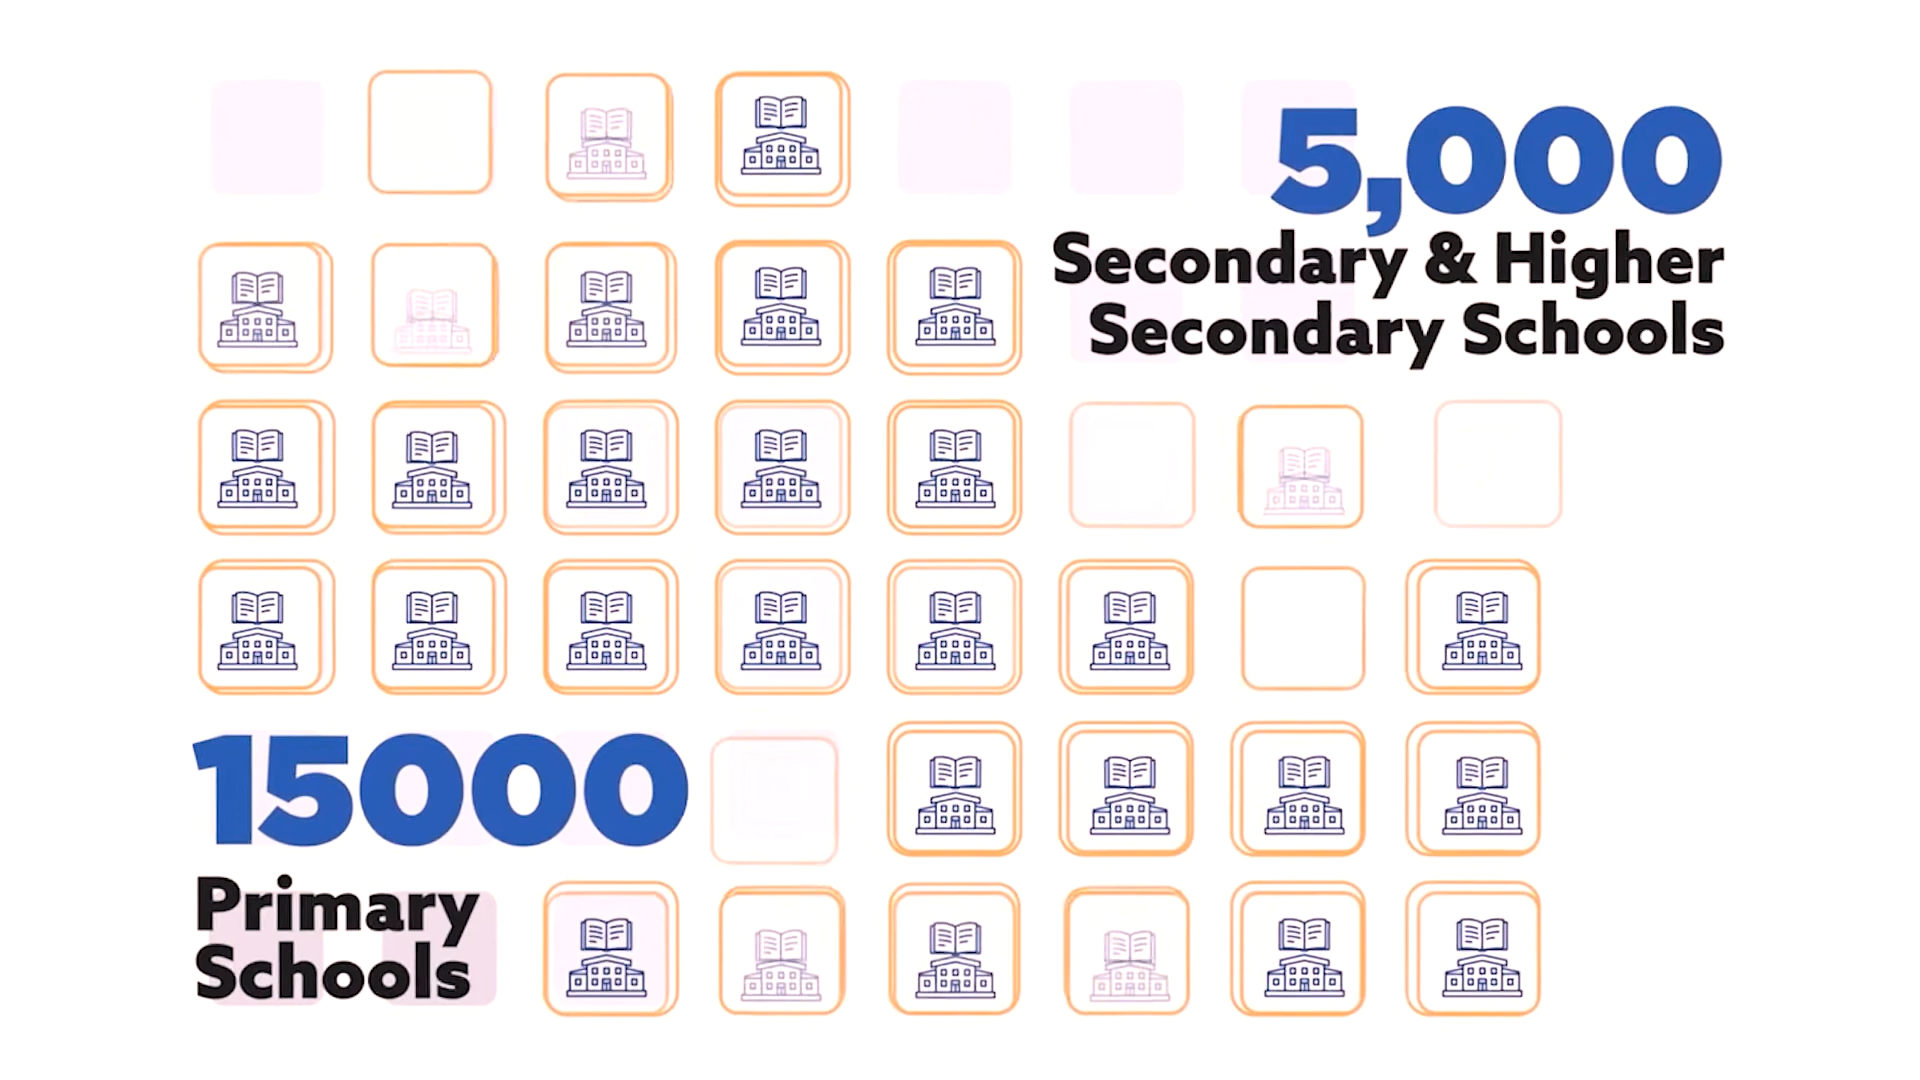 5,000
Secondary & Higher
Secondary Schools
15000
Primary
Schools